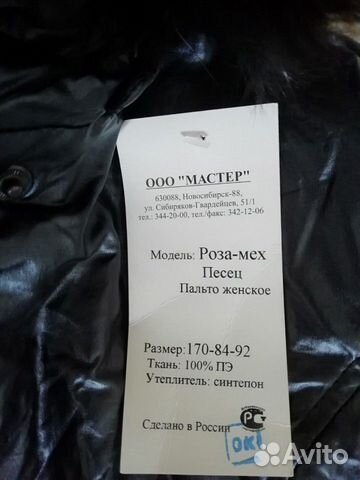 ООО "МАСТЕР"
630088, Новосибирск-88,
ул. Сибиряков-Гвардейцев, 51/1
тел.: 344-20-00, тел./факс: 342-12-06
Модель: Роза-мех
Песец
Пальто женское
Размер:170-84-92
Ткань: 100% ПЭ
Утеплитель: синтепон
Сделано в России
РС
OK!
Avito